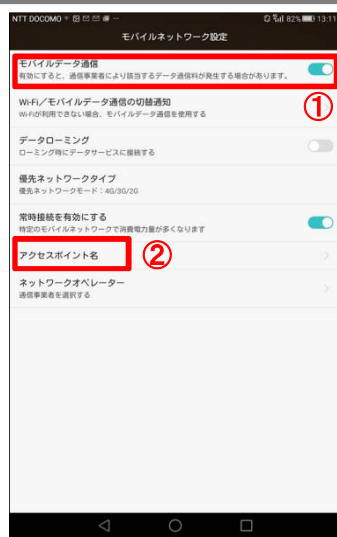 NTT DOCOMO 82% 13:11
モバイルネットワーク設定
モバイルデータ通信
有効にすると、通信事業者により該当するデータ通信料が発生する場合があります。
①
Wi-Fi／モバイルデータ通信の切替通知
Wi-Fiが利用できない場合、モバイルデータ通信を使用する
データローミング
ローミング時にデータサービスに接続する
優先ネットワークタイプ
優先ネットワークモード：4G/3G/2G
常時接続を有効にする
特定のモバイルネットワークで消費電力量が多くなります
アクセスポイント名
②
ネットワークオペレーター
通信事業者を選択する